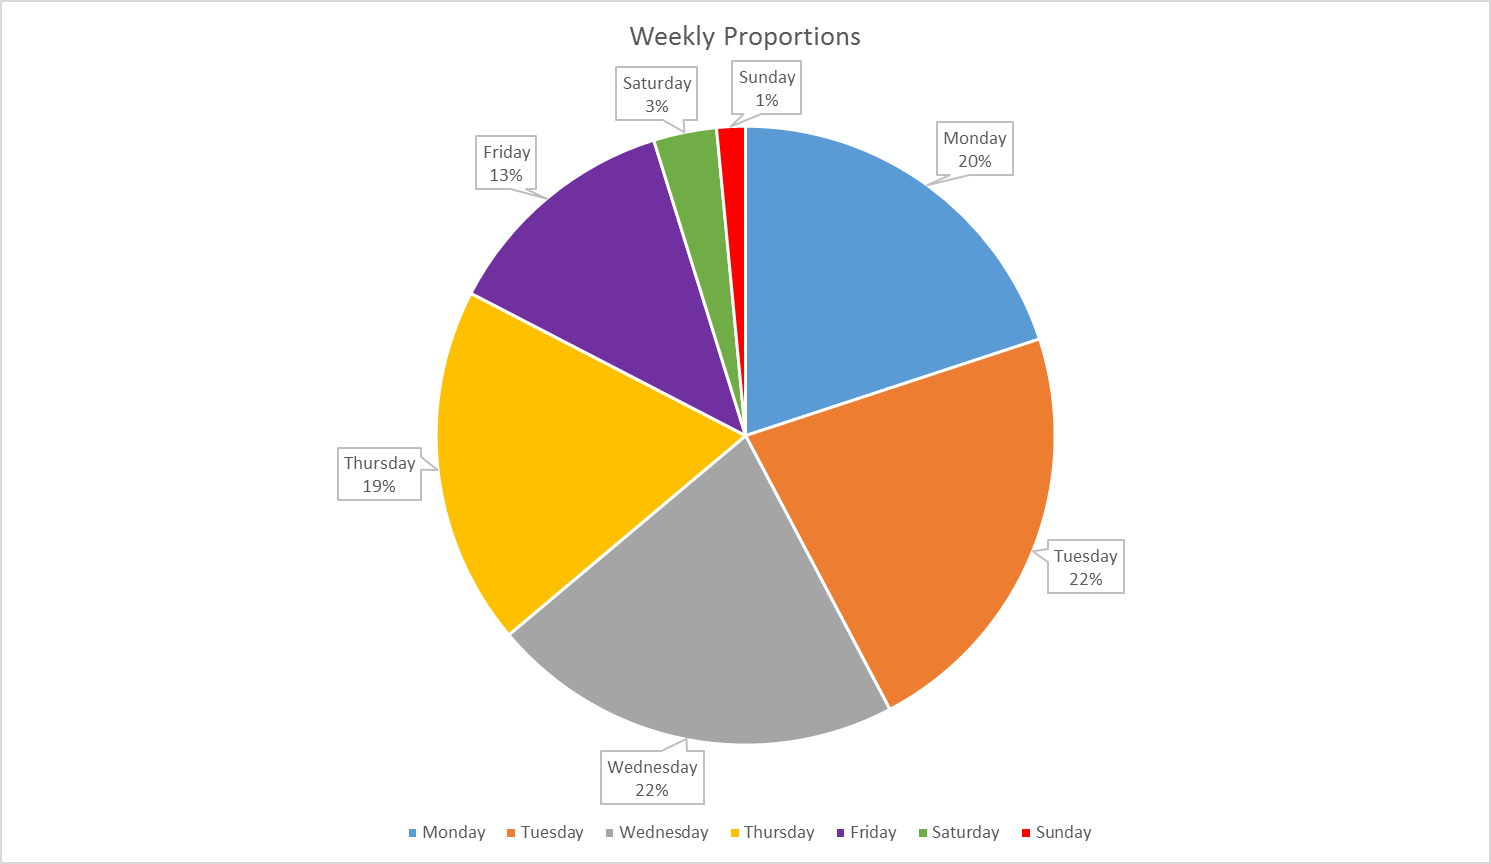 Weekly Proportions
Sunday
1%
Saturday
3%
Monday
20%
Friday
13%
Thursday
19%
Tuesday
22%
Wednesday
22%
Monday Tuesday Wednesday Thursday Friday Saturday Sunday